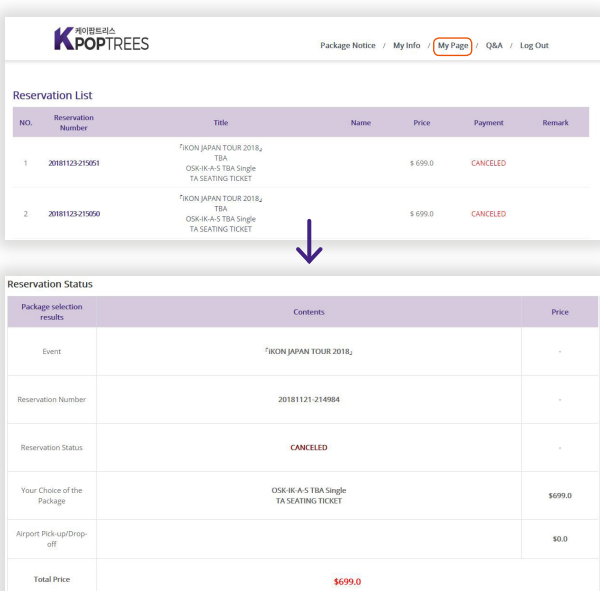 케이팝트리스
KPOPTREES
Package Notice / My Info / My Page / Q&A / Log Out
Reservation List
NO. Reservation Number Title Name Price Payment Remark
1 20181123-215051 「iKON JAPAN TOUR 2018」 $ 699.0 CANCELED
TBA
OSK-IK-A-S TBA Single
TA SEATING TICKET
2 20181123-215050 「iKON JAPAN TOUR 2018」 $ 699.0 CANCELED
TBA
OSK-IK-A-S TBA Single
TA SEATING TICKET
Reservation Status
Package selection results Contents Price
Event 「iKON JAPAN TOUR 2018」 -
Reservation Number 20181121-214984 -
Reservation Status CANCELED -
Your Choice of the Package OSK-IK-A-S TBA Single $699.0
TA SEATING TICKET
Airport Pick-up/Drop-off $0.0
Total Price $699.0